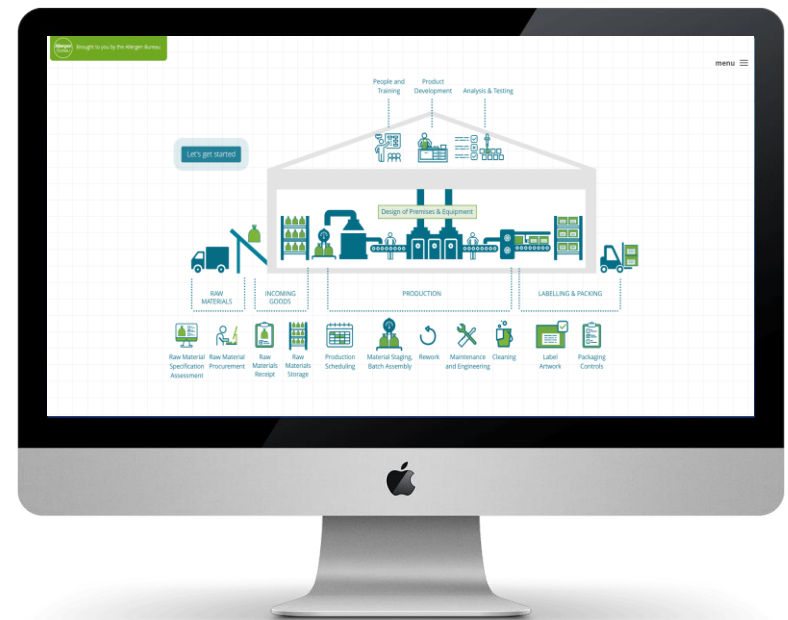 Allergen
Bureau
Brought to you by the Allergen Bureau
menu
People and
Training
Product
Development
Analysis & Testing
Let's get started
Design of Premises & Equipment
RAW
MATERIALS
INCOMING
GOODS
PRODUCTION
LABELLING & PACKING
Raw Material
Specification
Assessment
Raw Material
Procurement
Raw
Materials
Receipt
Raw
Materials
Storage
Production
Scheduling
Material Staging,
Batch Assembly
Rework
Maintenance
and Engineering
Cleaning
Label
Artwork
Packaging
Controls